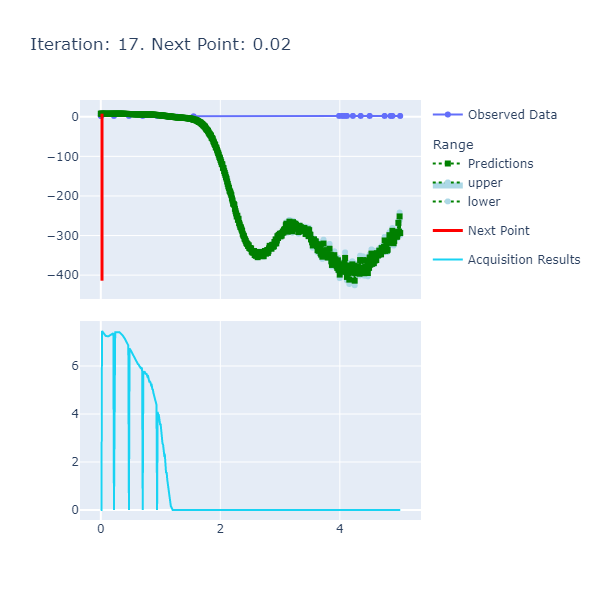 Iteration: 17. Next Point: 0.02
0
−100
−200
−300
−400
Observed Data
Range
Predictions
upper
lower
Next Point
Acquisition Results
6
4
2
0
0
2
4